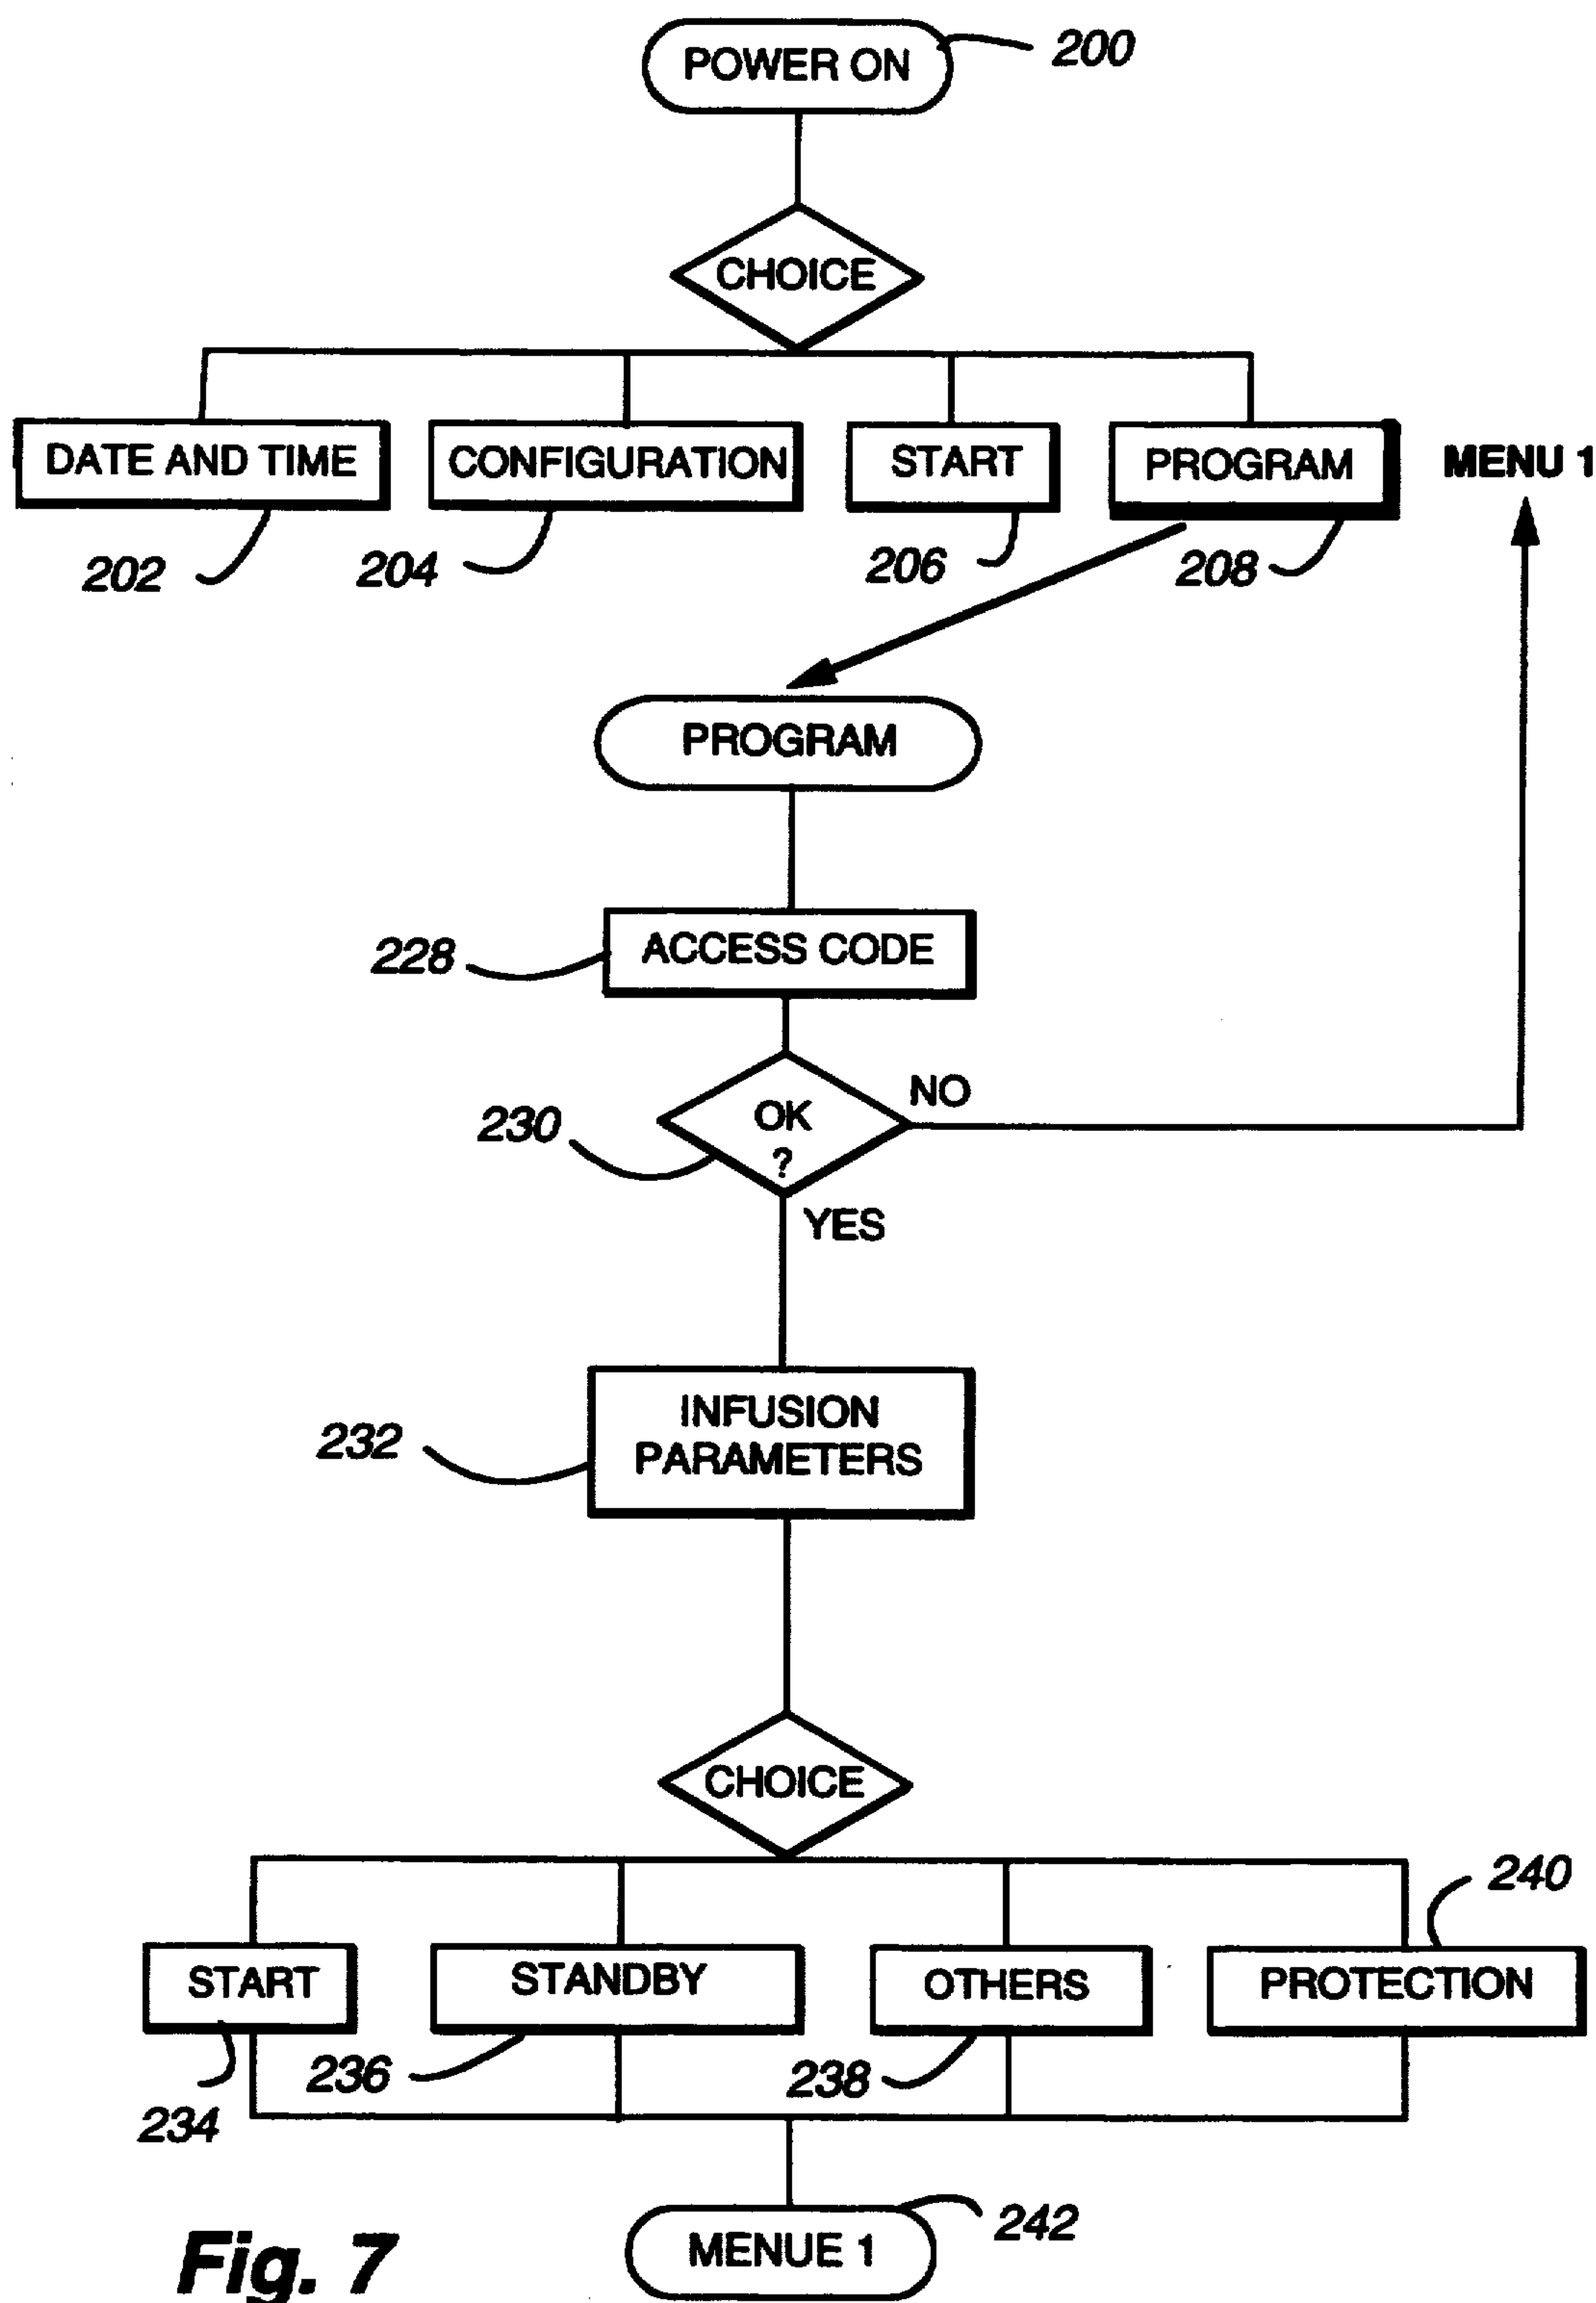 POWER ON
200
CHOICE
DATE AND TIME
CONFIGURATION
START
PROGRAM
MENU 1
202
204
206
208
PROGRAM
228
ACCESS CODE
230
OK
?
NO
YES
232
INFUSION
PARAMETERS
CHOICE
240
START
STANDBY
OTHERS
PROTECTION
234
236
238
MENUE 1
242
Fig. 7